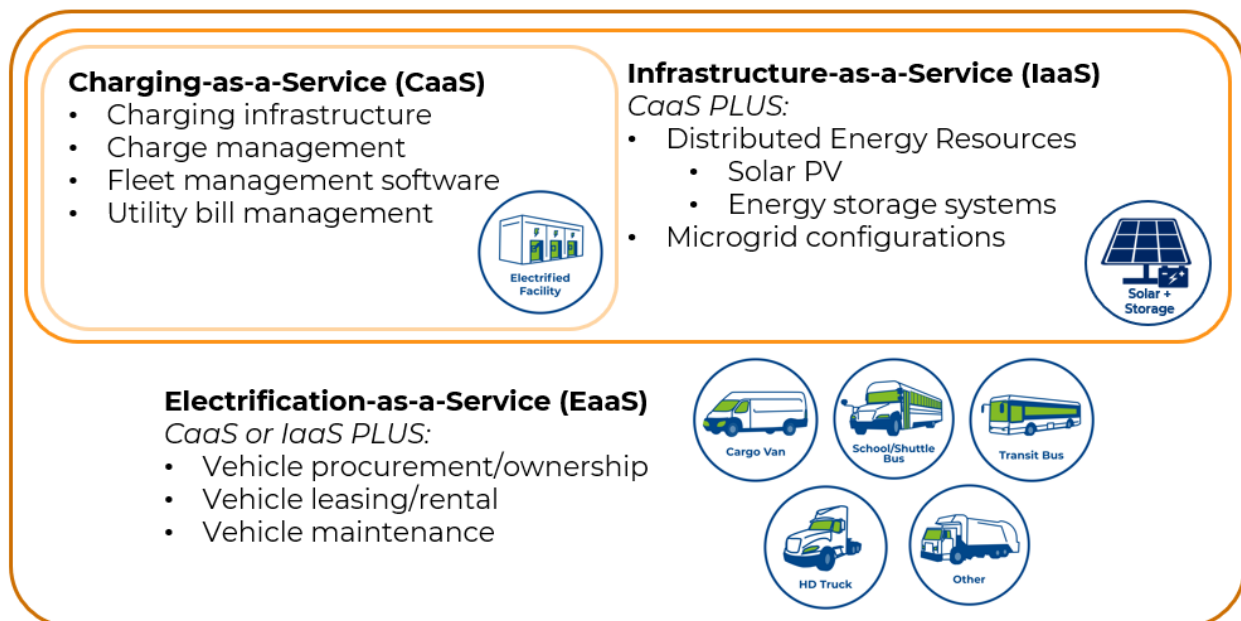 Charging-as-a-Service (CaaS)
• Charging infrastructure
• Charge management
• Fleet management software
• Utility bill management
Electrified
Facility
Infrastructure-as-a-Service (IaaS)
CaaS PLUS:
• Distributed Energy Resources
• Solar PV
• Energy storage systems
• Microgrid configurations
Solar +
Storage
Electrification-as-a-Service (EaaS)
CaaS or IaaS PLUS:
• Vehicle procurement/ownership
• Vehicle leasing/rental
• Vehicle maintenance
Cargo Van
School/Shuttle
Bus
Transit Bus
HD Truck
Other